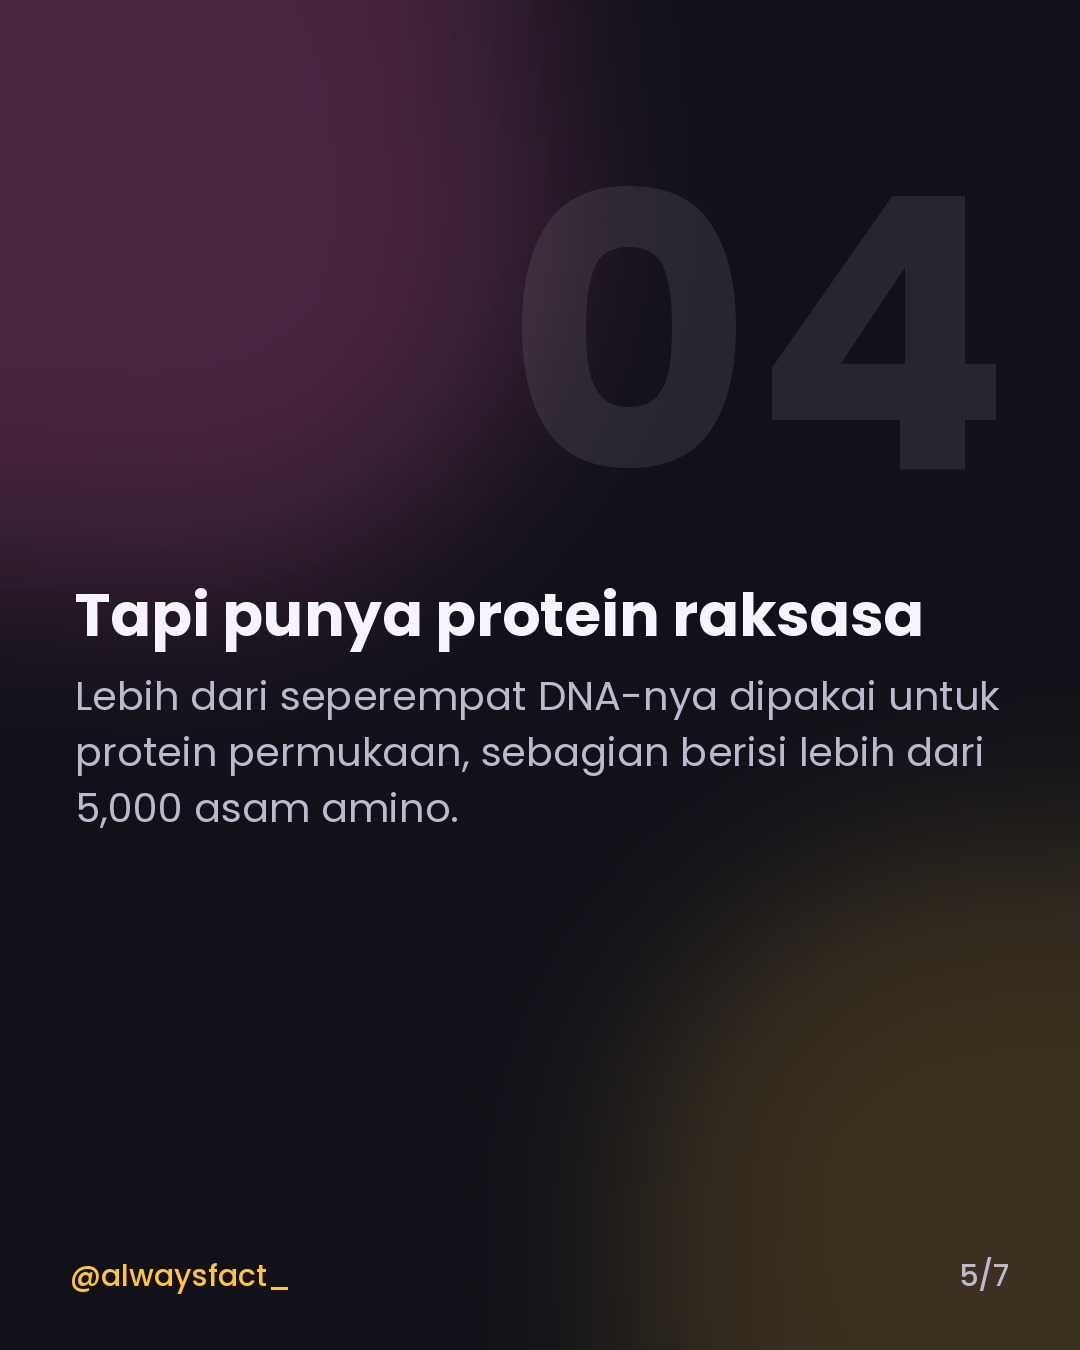 04
Tapi punya protein raksasa
Lebih dari seperempat DNA-nya dipakai untuk
protein permukaan, sebagian berisi lebih dari
5,000 asam amino.
@alwaysfact_
5/7